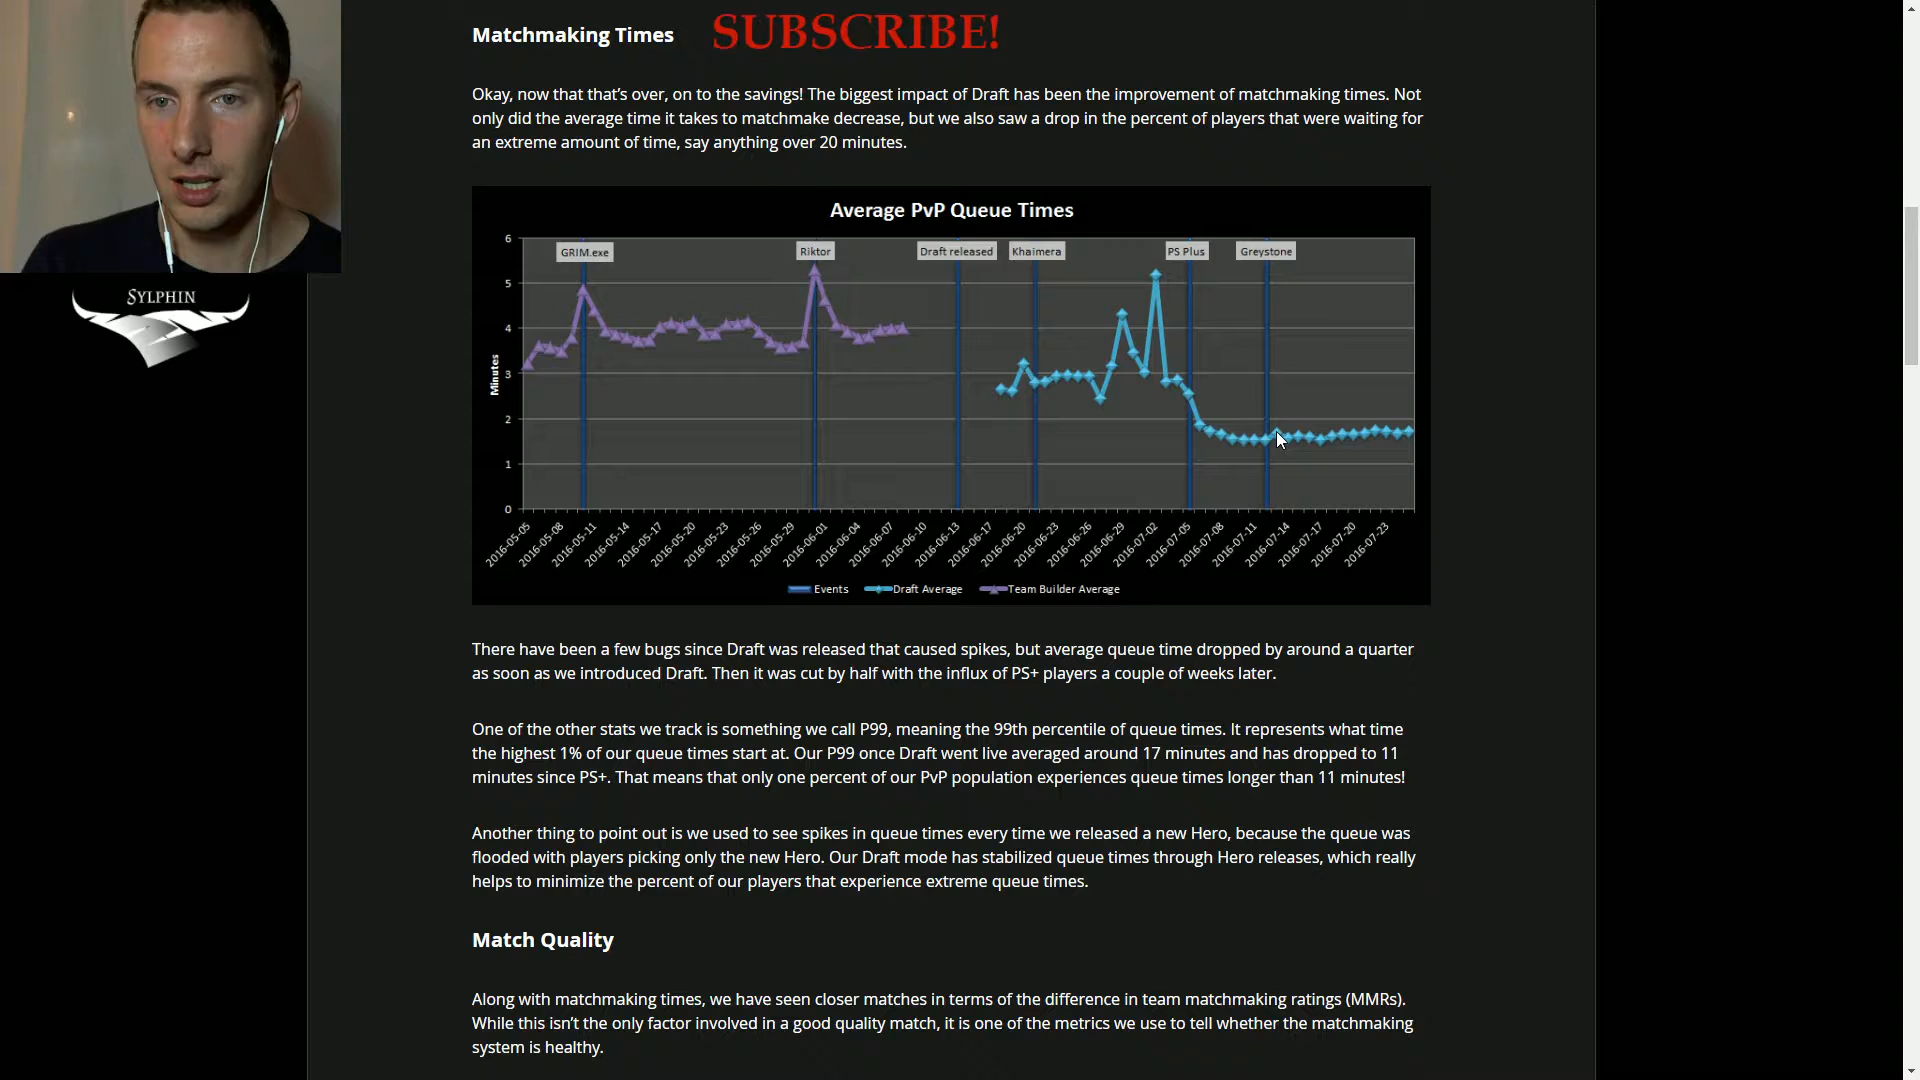 Matchmaking Times
SUBSCRIBE!
Okay, now that that's over, on to the savings! The biggest impact of Draft has been the improvement of matchmaking times. Not
only did the average time it takes to matchmake decrease, but we also saw a drop in the percent of players that were waiting for
an extreme amount of time, say anything over 20 minutes.
SYLPHIN
Average PvP Queue Times
GRIM.exe
Riktor
Draft released
Khaimera
PS Plus
Greystone
6
5
4
3
2
1
0
Minutes
2016-05-05
2016-05-08
2016-05-11
2016-05-14
2016-05-17
2016-05-20
2016-05-23
2016-05-26
2016-05-29
2016-06-01
2016-06-04
2016-06-07
2016-06-10
2016-06-13
2016-06-17
2016-06-20
2016-06-23
2016-06-26
2016-06-29
2016-07-02
2016-07-05
2016-07-08
2016-07-11
2016-07-14
2016-07-17
2016-07-20
2016-07-23
Events
Draft Average
Team Builder Average
There have been a few bugs since Draft was released that caused spikes, but average queue time dropped by around a quarter
as soon as we introduced Draft. Then it was cut by half with the influx of PS+ players a couple of weeks later.
One of the other stats we track is something we call P99, meaning the 99th percentile of queue times. It represents what time
the highest 1% of our queue times start at. Our P99 once Draft went live averaged around 17 minutes and has dropped to 11
minutes since PS+. That means that only one percent of our PvP population experiences queue times longer than 11 minutes!
Another thing to point out is we used to see spikes in queue times every time we released a new Hero, because the queue was
flooded with players picking only the new Hero. Our Draft mode has stabilized queue times through Hero releases, which really
helps to minimize the percent of our players that experience extreme queue times.
Match Quality
Along with matchmaking times, we have seen closer matches in terms of the difference in team matchmaking ratings (MMRs).
While this isn't the only factor involved in a good quality match, it is one of the metrics we use to tell whether the matchmaking
system is healthy.